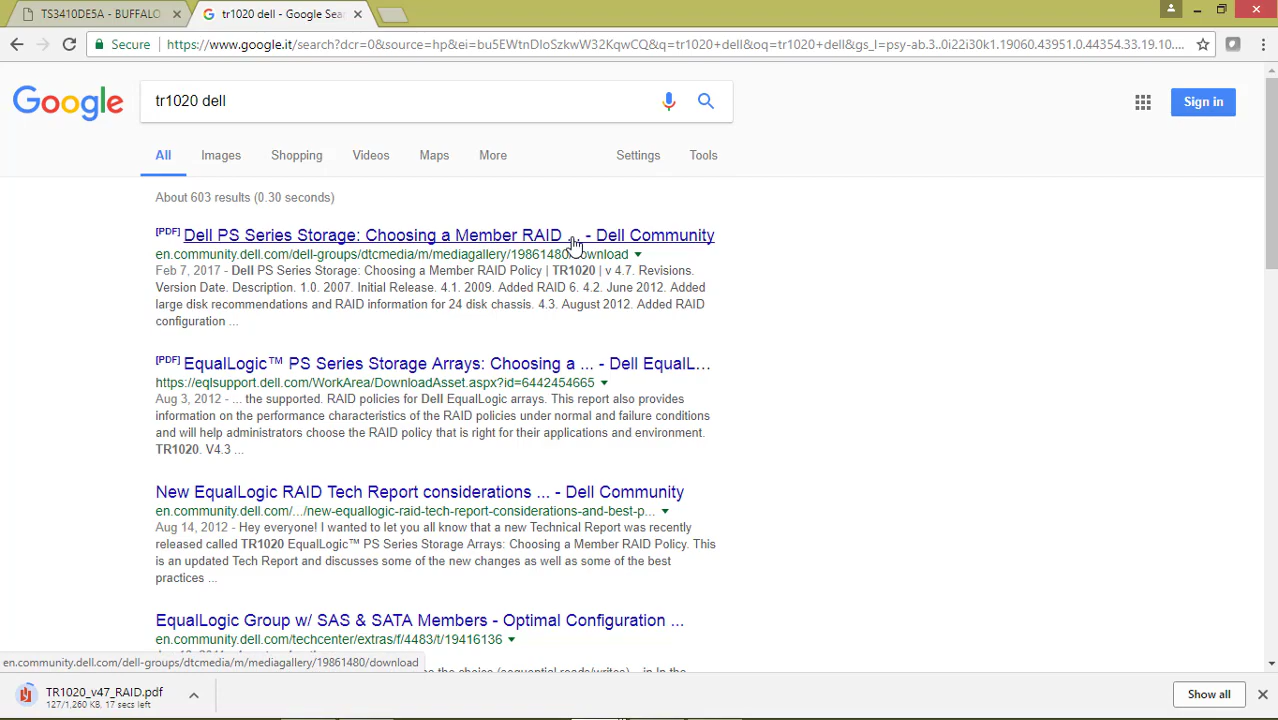 TS3410DE5A - BUFFALO
tr1020 dell - Google Sea
Secure
https://www.google.it/search?dcr=0&source=hp&ei=bu5EWtnDIoSzkwW32KqwCQ&q=tr1020+dell&oq=tr1020+dell&gs_l=psy-ab.3..0i22i30k1.19060.43951.0.44354.33.19.10....
Google
tr1020 dell
Sign in
All Images Shopping Videos Maps More Settings Tools
About 603 results (0.30 seconds)
[PDF] Dell PS Series Storage: Choosing a Member RAID ... - Dell Community
en.community.dell.com/dell-groups/dtcmedia/m/mediagallery/19861480/download
Feb 7, 2017 - Dell PS Series Storage: Choosing a Member RAID Policy | TR1020 | v 4.7. Revisions.
Version Date. Description. 1.0. 2007. Initial Release. 4.1. 2009. Added RAID 6. 4.2. June 2012. Added
large disk recommendations and RAID information for 24 disk chassis. 4.3. August 2012. Added RAID
configuration ...
[PDF] EqualLogic™ PS Series Storage Arrays: Choosing a ... - Dell EqualL...
https://eqlsupport.dell.com/WorkArea/DownloadAsset.aspx?id=6442454665
Aug 3, 2012 - ... the supported. RAID policies for Dell EqualLogic arrays. This report also provides
information on the performance characteristics of the RAID policies under normal and failure conditions
and will help administrators choose the RAID policy that is right for their applications and environment.
TR1020. V4.3 ...
New EqualLogic RAID Tech Report considerations ... - Dell Community
en.community.dell.com/.../new-equallogic-raid-tech-report-considerations-and-best-p...
Aug 14, 2012 - Hey everyone! I wanted to let you all know that a new Technical Report was recently
released called TR1020 EqualLogic™ PS Series Storage Arrays: Choosing a Member RAID Policy. This
is an updated Tech Report and discusses some of the new changes as well as some of the best
practices ...
EqualLogic Group w/ SAS & SATA Members - Optimal Configuration ...
en.community.dell.com/techcenter/extras/f/4483/t/19416136
en.community.dell.com/dell-groups/dtcmedia/m/mediagallery/19861480/download
the choice (sequential reads/writes) .. in In the
TR1020_v47_RAID.pdf
127/1,260 KB, 17 secs left
Show all